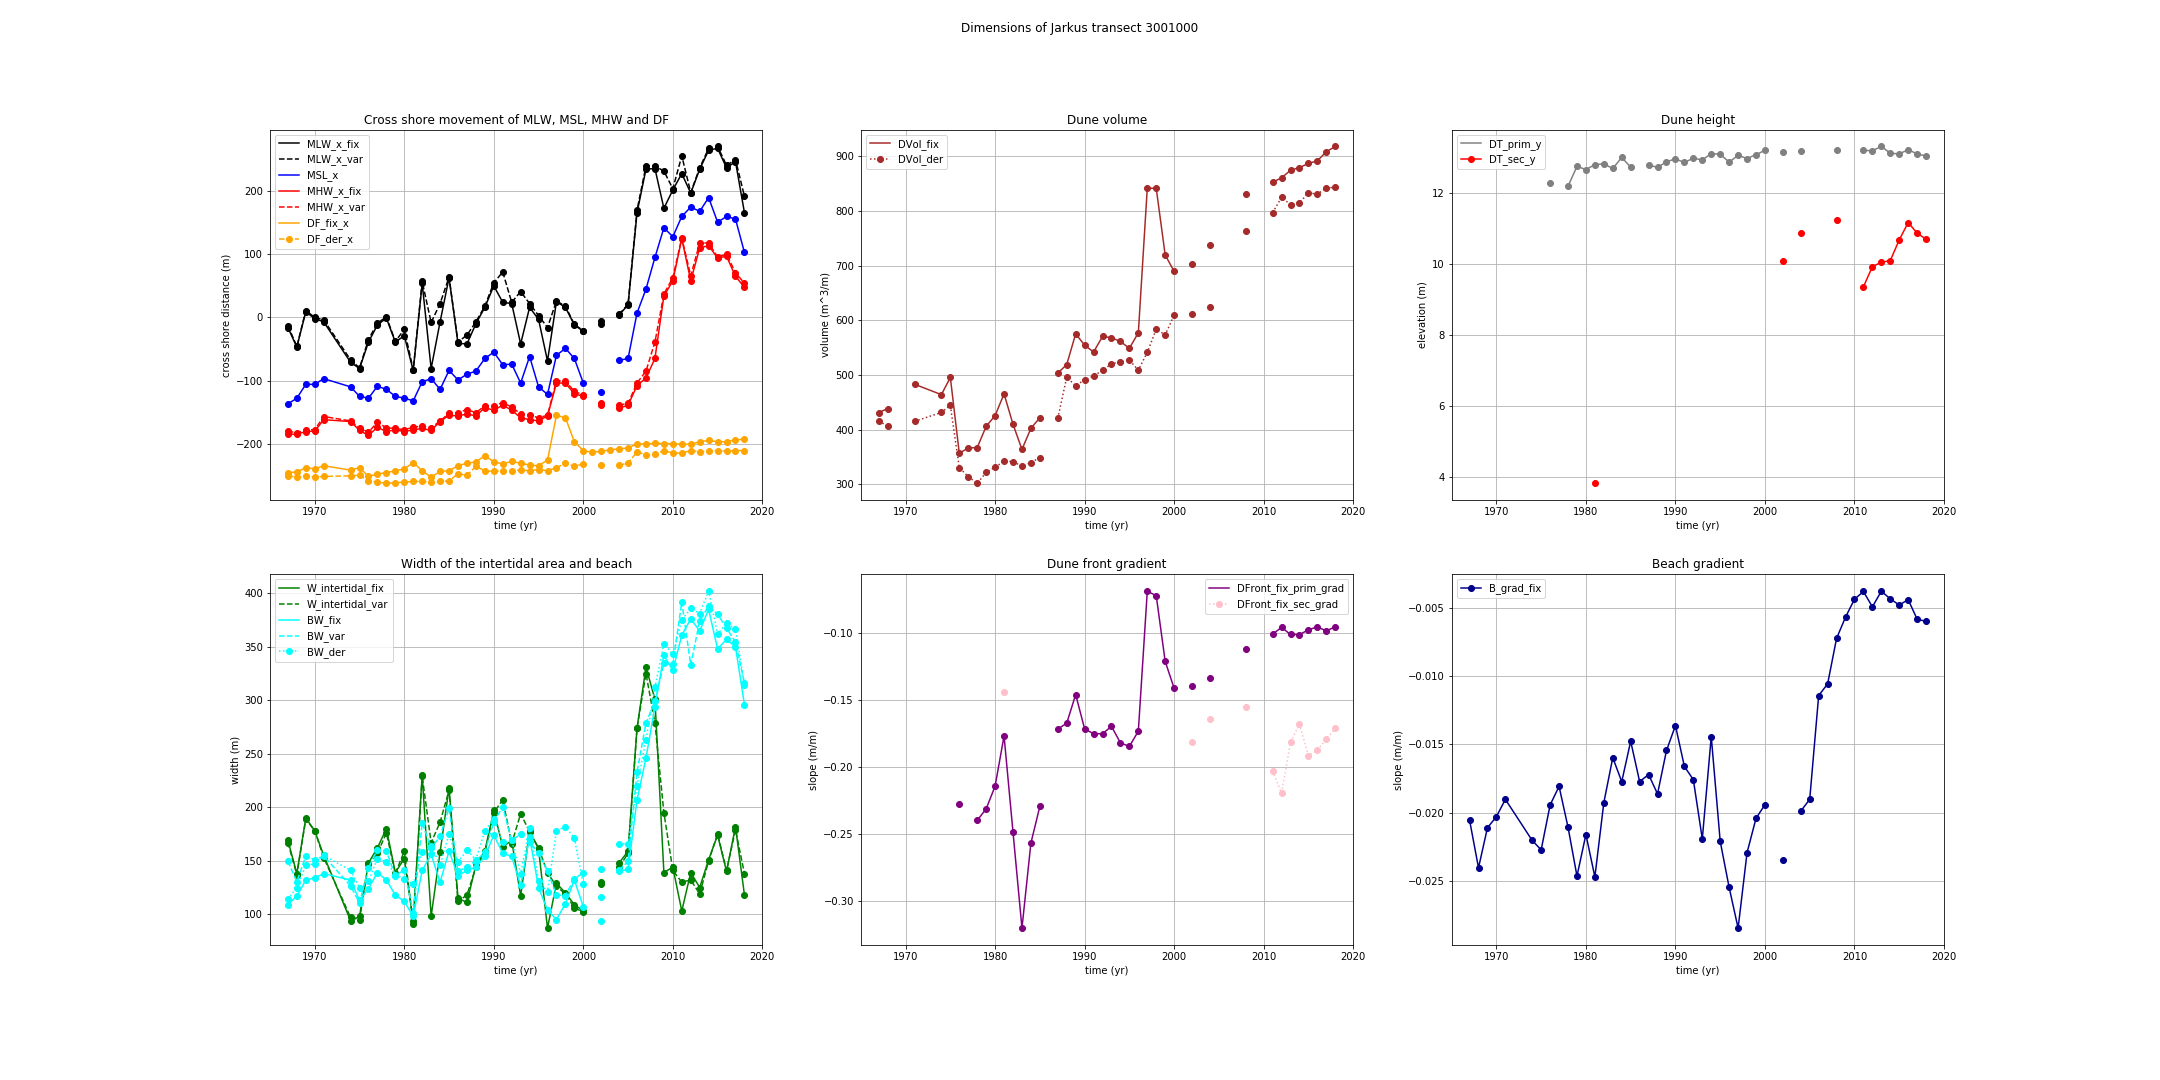 Dimensions of Jarkus transect 3001000
Cross shore movement of MLW, MSL, MHW and DF
MLW_x_fix
MLW_x_var
MSL_x
MHW_x_fix
MHW_x_var
DF_fix_x
DF_der_x
200
100
0
−100
−200
cross shore distance (m)
1970 1980 1990 2000 2010 2020
time (yr)
Dune volume
DVol_fix
DVol_der
900
800
700
600
500
400
300
volume (m^3/m)
1970 1980 1990 2000 2010 2020
time (yr)
Dune height
DT_prim_y
DT_sec_y
12
10
8
6
4
elevation (m)
1970 1980 1990 2000 2010 2020
time (yr)
Width of the intertidal area and beach
W_intertidal_fix
W_intertidal_var
BW_fix
BW_var
BW_der
400
350
300
250
200
150
100
width (m)
1970 1980 1990 2000 2010 2020
time (yr)
Dune front gradient
DFront_fix_prim_grad
DFront_fix_sec_grad
−0.10
−0.15
−0.20
−0.25
−0.30
slope (m/m)
1970 1980 1990 2000 2010 2020
time (yr)
Beach gradient
B_grad_fix
−0.005
−0.010
−0.015
−0.020
−0.025
slope (m/m)
1970 1980 1990 2000 2010 2020
time (yr)